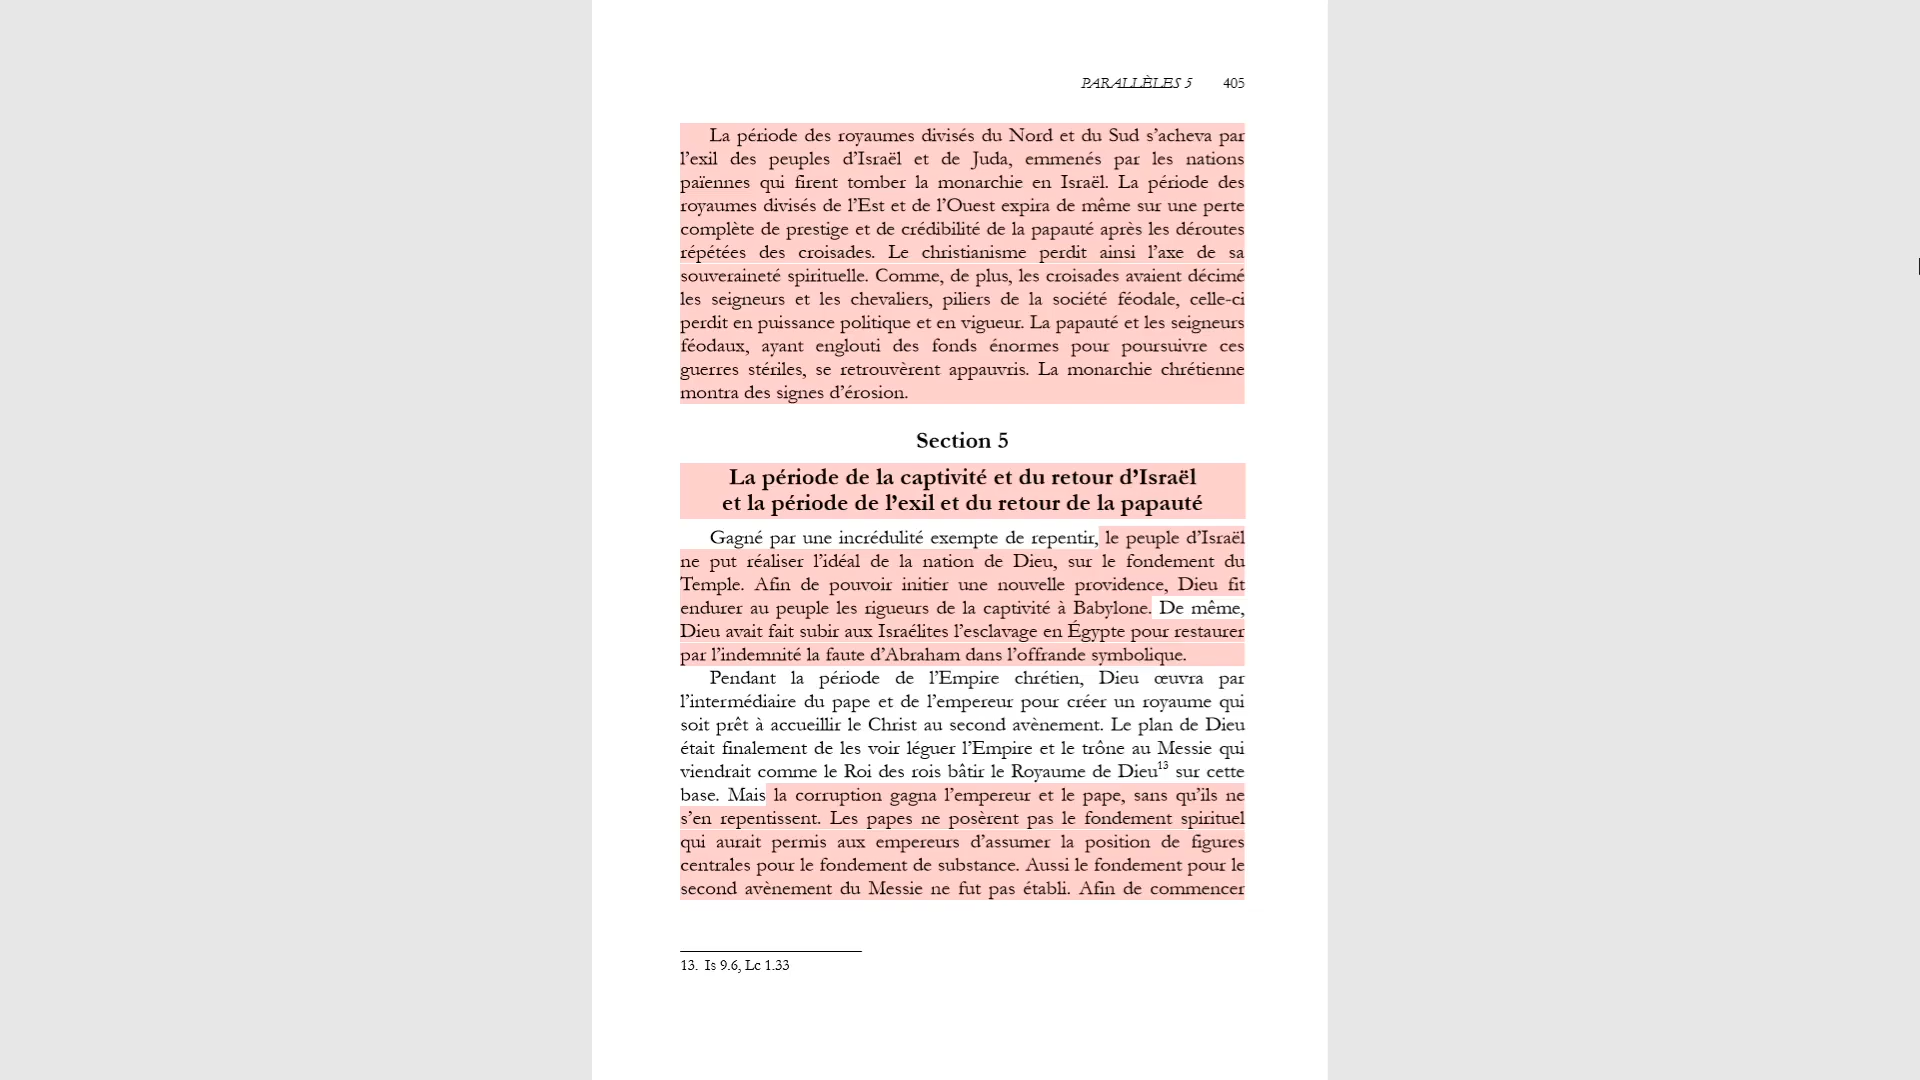 PARALLÈLES 5 405
La période des royaumes divisés du Nord et du Sud s’acheva par
l’exil des peuples d’Israël et de Juda, emmenés par les nations
païennes qui firent tomber la monarchie en Israël. La période des
royaumes divisés de l’Est et de l’Ouest expira de même sur une perte
complète de prestige et de crédibilité de la papauté après les déroutes
répétées des croisades. Le christianisme perdit ainsi l’axe de sa
souveraineté spirituelle. Comme, de plus, les croisades avaient décimé
les seigneurs et les chevaliers, piliers de la société féodale, celle-ci
perdit en puissance politique et en vigueur. La papauté et les seigneurs
féodaux, ayant englouti des fonds énormes pour poursuivre ces
guerres stériles, se retrouvèrent appauvris. La monarchie chrétienne
montra des signes d’érosion.
Section 5
La période de la captivité et du retour d’Israël
et la période de l’exil et du retour de la papauté
Gagné par une incrédulité exempte de repentir, le peuple d’Israël
ne put réaliser l’idéal de la nation de Dieu, sur le fondement du
Temple. Afin de pouvoir initier une nouvelle providence, Dieu fit
endurer au peuple les rigueurs de la captivité à Babylone. De même,
Dieu avait fait subir aux Israélites l’esclavage en Égypte pour restaurer
par l’indemnité la faute d’Abraham dans l’offrande symbolique.
Pendant la période de l’Empire chrétien, Dieu œuvra par
l’intermédiaire du pape et de l’empereur pour créer un royaume qui
soit prêt à accueillir le Christ au second avènement. Le plan de Dieu
était finalement de les voir léguer l’Empire et le trône au Messie qui
viendrait comme le Roi des rois bâtir le Royaume de Dieu13 sur cette
base. Mais la corruption gagna l’empereur et le pape, sans qu’ils ne
s’en repentissent. Les papes ne posèrent pas le fondement spirituel
qui aurait permis aux empereurs d’assumer la position de figures
centrales pour le fondement de substance. Aussi le fondement pour le
second avènement du Messie ne fut pas établi. Afin de commencer
13. Is 9.6, Lc 1.33